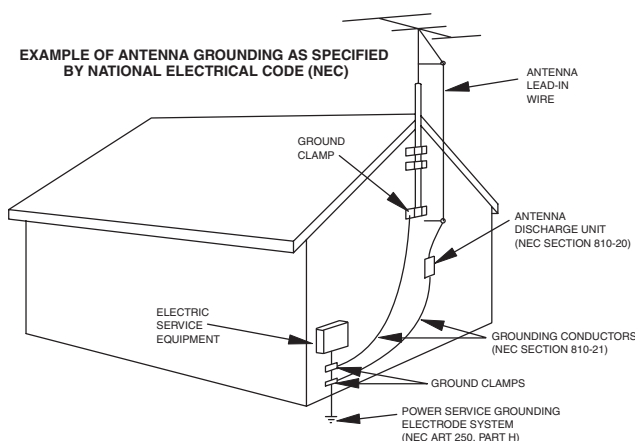 EXAMPLE OF ANTENNA GROUNDING AS SPECIFIED
BY NATIONAL ELECTRICAL CODE (NEC)
ANTENNA
LEAD-IN
WIRE
GROUND
CLAMP
ANTENNA
DISCHARGE UNIT
(NEC SECTION 810-20)
ELECTRIC
SERVICE
EQUIPMENT
GROUNDING CONDUCTORS
(NEC SECTION 810-21)
GROUND CLAMPS
POWER SERVICE GROUNDING
ELECTRODE SYSTEM
(NEC ART 250, PART H)